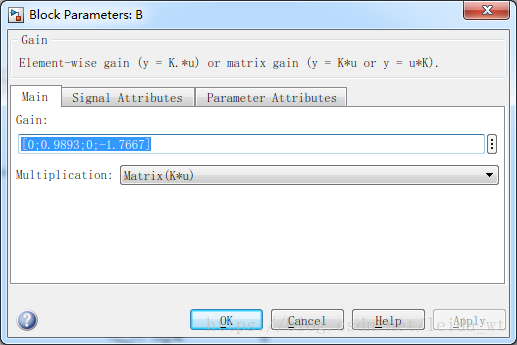 Block Parameters: B
Gain
Element-wise gain (y = K.*u) or matrix gain (y = K*u or y = u*K).
Main Signal Attributes Parameter Attributes
Gain:
[0;0.9893;0;-1.7667]
Multiplication: Matrix(K*u)
OK Cancel Help Apply